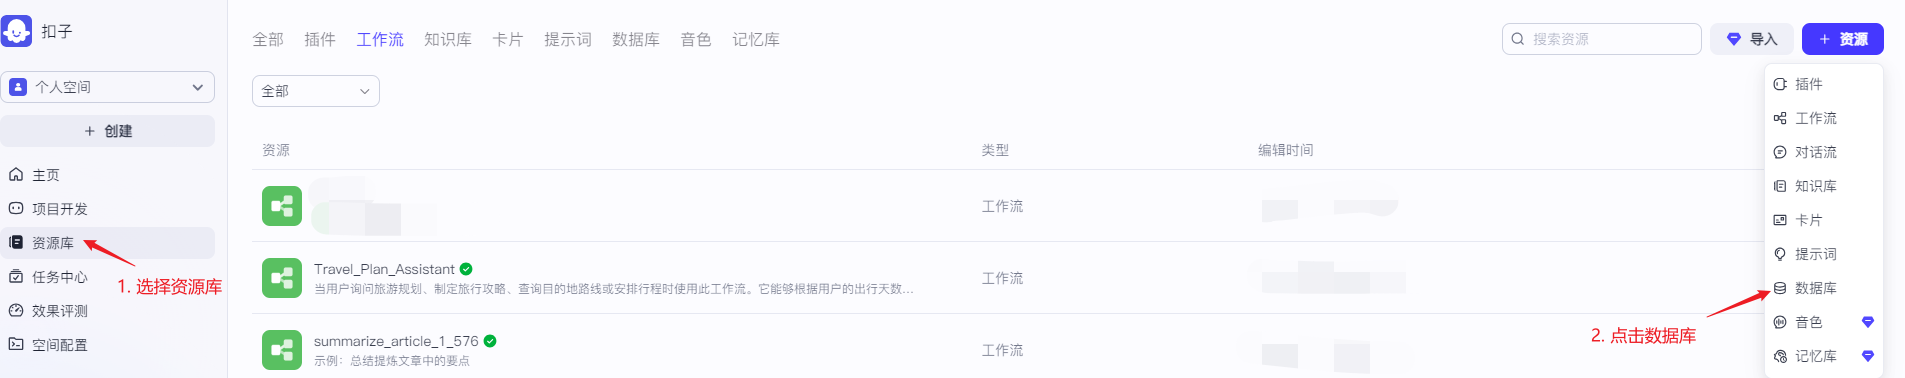 扣子
个人空间
+ 创建
主页
项目开发
资源库
任务中心
效果评测
空间配置
1. 选择资源库
全部 插件 工作流 知识库 卡片 提示词 数据库 音色 记忆库
搜索资源
导入
+ 资源
全部
资源 类型 编辑时间
工作流
Travel_Plan_Assistant
当用户询问旅游规划、制定旅行攻略、查询目的地路线或安排行程时使用此工作流。它能够根据用户的出行天数...
工作流
summarize_article_1_576
示例：总结提炼文章中的要点
工作流
插件
工作流
对话流
知识库
卡片
提示词
数据库
音色
记忆库
2. 点击数据库